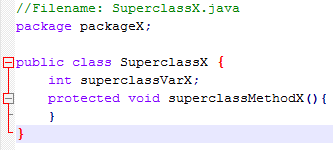 //Filename: SuperclassX.java
package packageX;
public class SuperclassX {
int superclassVarX;
protected void superclassMethodX(){
}
}